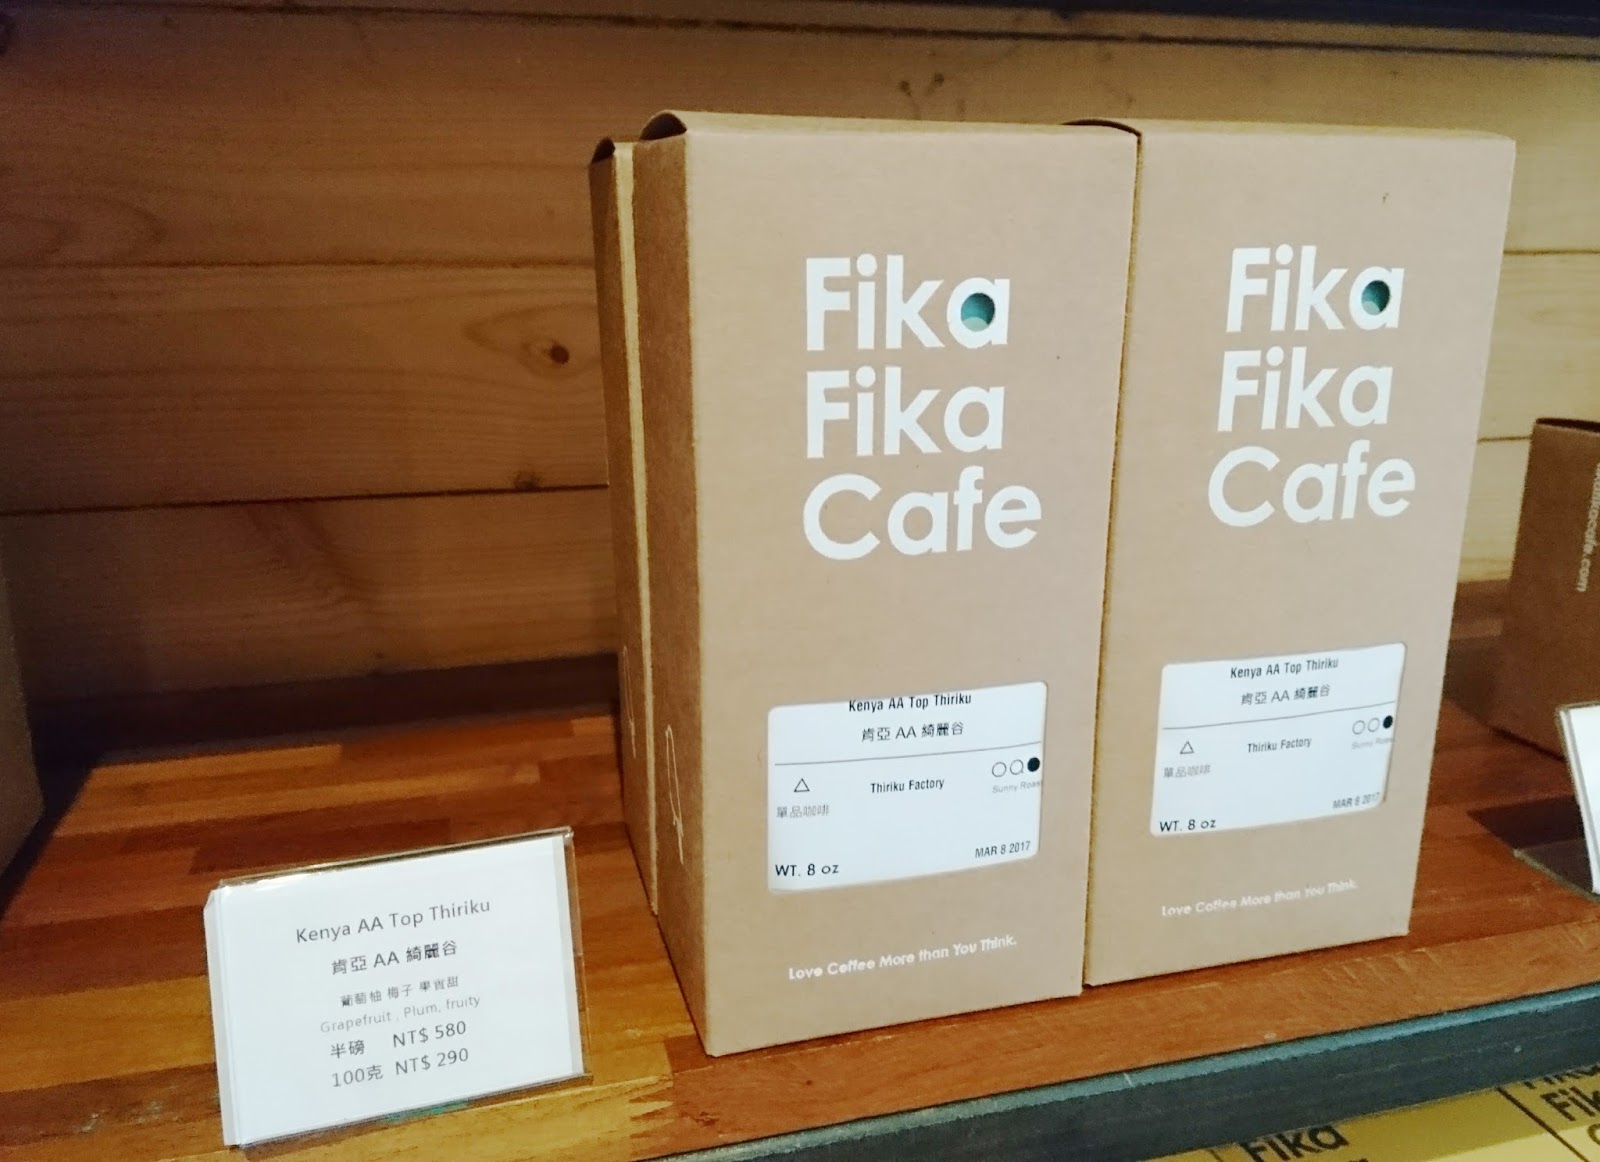 Fika
Fika
Cafe
Kenya AA Top Thiriku
肯亞 AA 綺麗谷
單品咖啡
Thiriku Factory
Sunny Roast
WT. 8 oz
MAR 8 2017
Love Coffee More than You Think.
Fika
Fika
Cafe
Kenya AA Top Thiriku
肯亞 AA 綺麗谷
單品咖啡
Thiriku Factory
Sunny
WT. 8 oz
MAR 8 2017
Love Coffee More than You Think.
Kenya AA Top Thiriku
肯亞 AA 綺麗谷
葡萄柚 梅子 果香甜
Grapefruit , Plum, fruity
半磅 NT$ 580
100克 NT$ 290
Fika